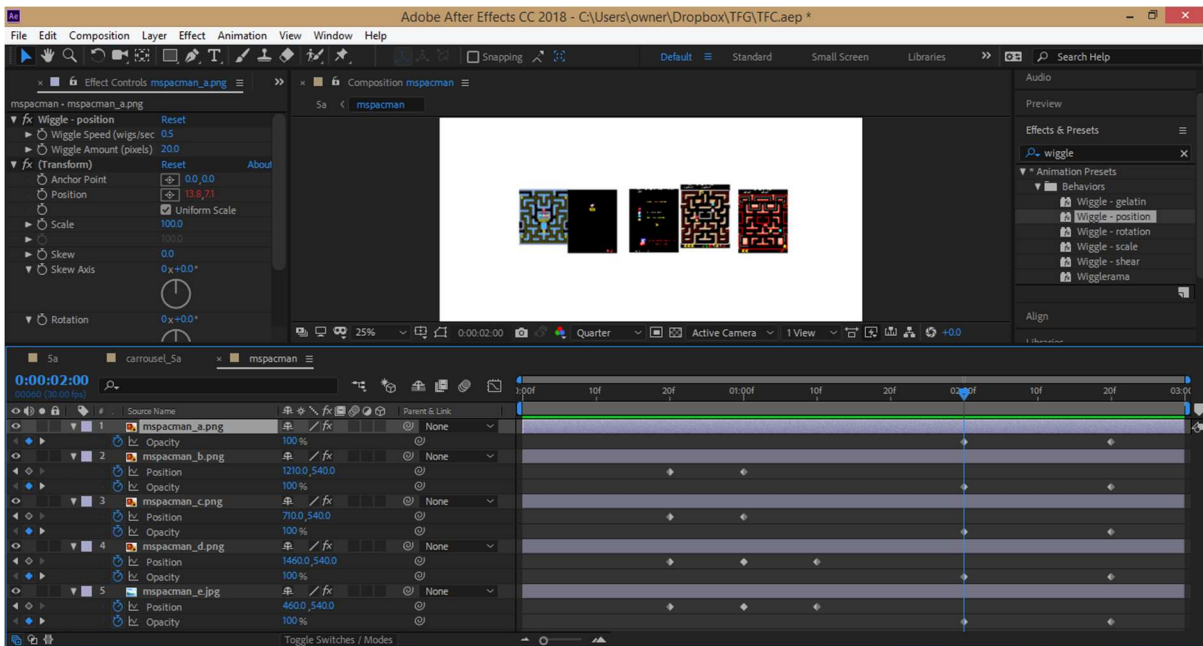 Ae
Adobe After Effects CC 2018 - C:\Users\owner\Dropbox\TFG\TFC.aep *
File Edit Composition Layer Effect Animation View Window Help
Snapping
Default Standard Small Screen Libraries
Search Help
Effect Controls mspacman_a.png
Composition mspacman
Audio
mspacman • mspacman_a.png
5a mspacman
Preview
fx Wiggle - position Reset
Wiggle Speed (wigs/sec 0.5
Wiggle Amount (pixels) 20.0
fx (Transform) Reset About
Anchor Point 0.0,0.0
Position 13.8,7.1
Uniform Scale
Scale 100.0
100.0
Skew 0.0
Skew Axis 0x+0.0°
Rotation 0x+0.0°
Effects & Presets
wiggle
* Animation Presets
Behaviors
Wiggle - gelatin
Wiggle - position
Wiggle - rotation
Wiggle - scale
Wiggle - shear
Wigglerama
Align
Libraries
25% 0:00:02:00 Quarter Active Camera 1 View +0.0
5a carrousel_5a mspacman
0:00:02:00
00060 (30.00 fps)
10f 20f 01:00f 10f 20f 10f 20f
# Source Name Parent & Link
1 mspacman_a.png None
Opacity 100%
2 mspacman_b.png None
Position 1210.0,540.0
Opacity 100%
3 mspacman_c.png None
Position 710.0,540.0
Opacity 100%
4 mspacman_d.png None
Position 1460.0,540.0
Opacity 100%
5 mspacman_e.jpg None
Position 460.0,540.0
Opacity 100%
Toggle Switches / Modes